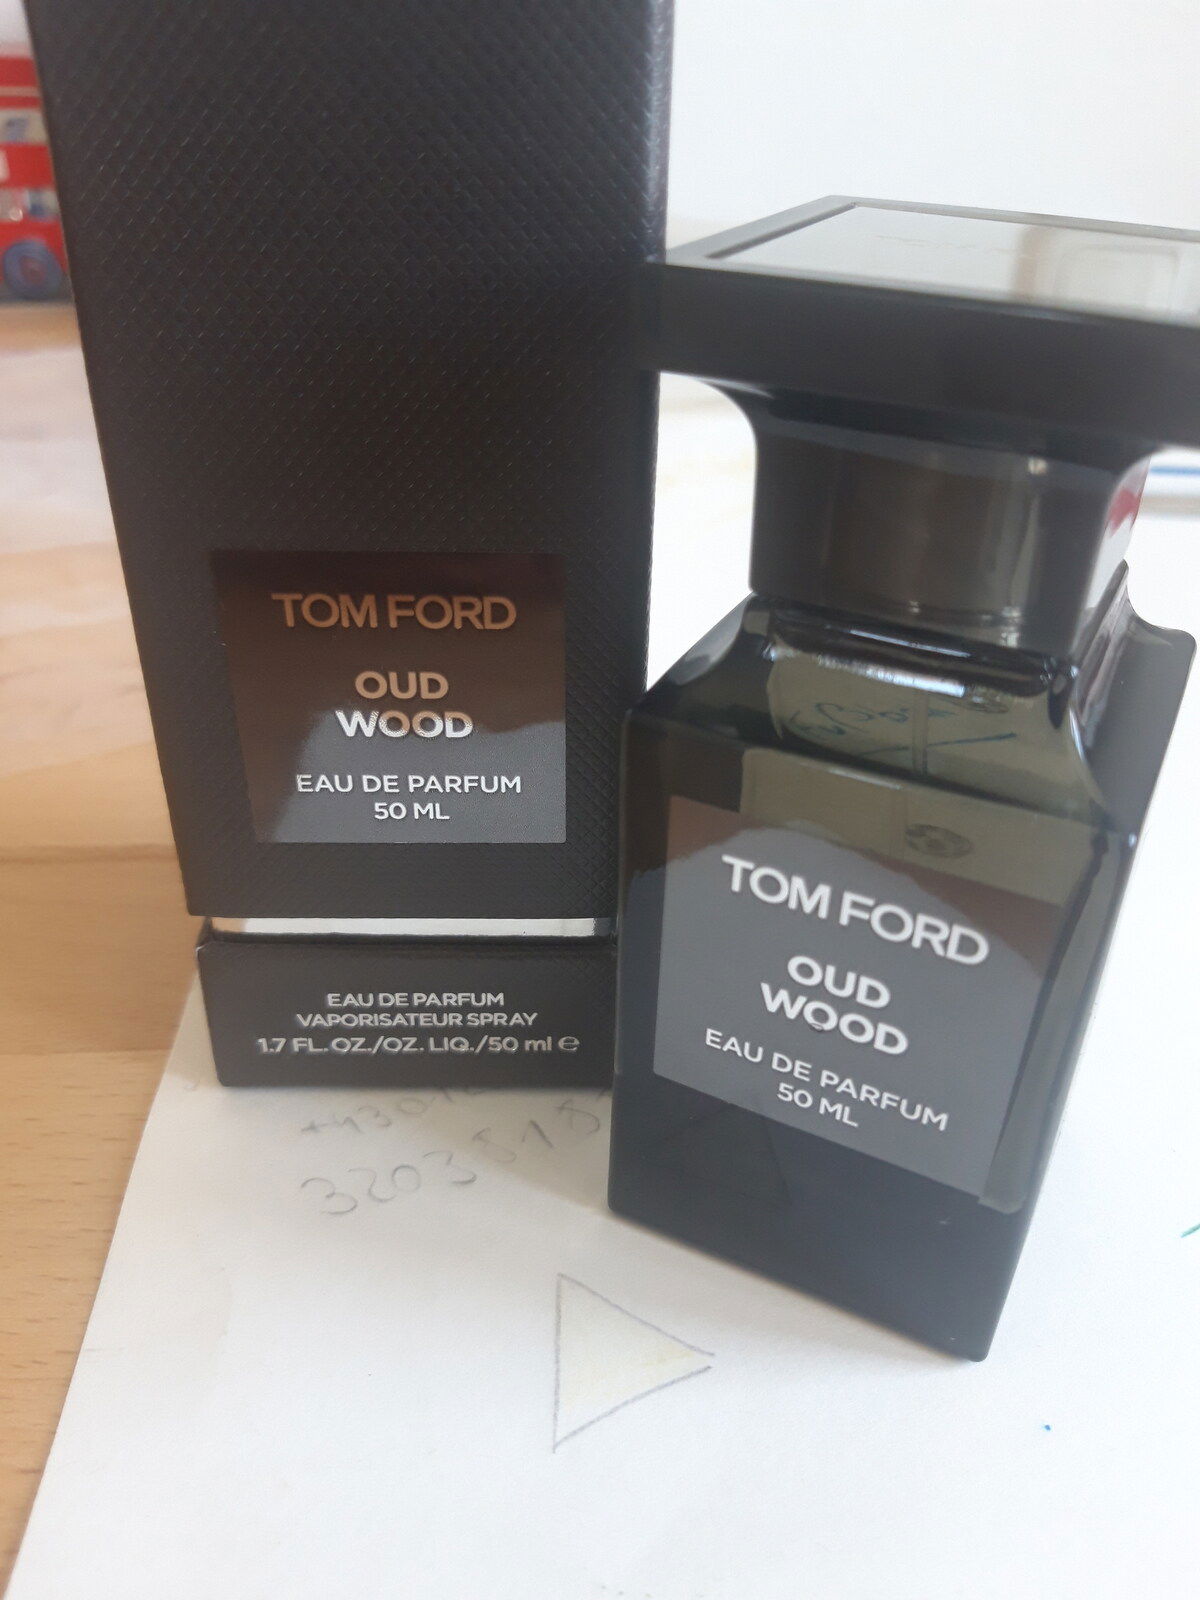 TOM FORD
OUD
WOOD
EAU DE PARFUM
50 ML
EAU DE PARFUM
VAPORISATEUR SPRAY
1.7 FL.OZ./OZ. LIQ./50 ml ℮
TOM FORD
OUD
WOOD
EAU DE PARFUM
50 ML
3203